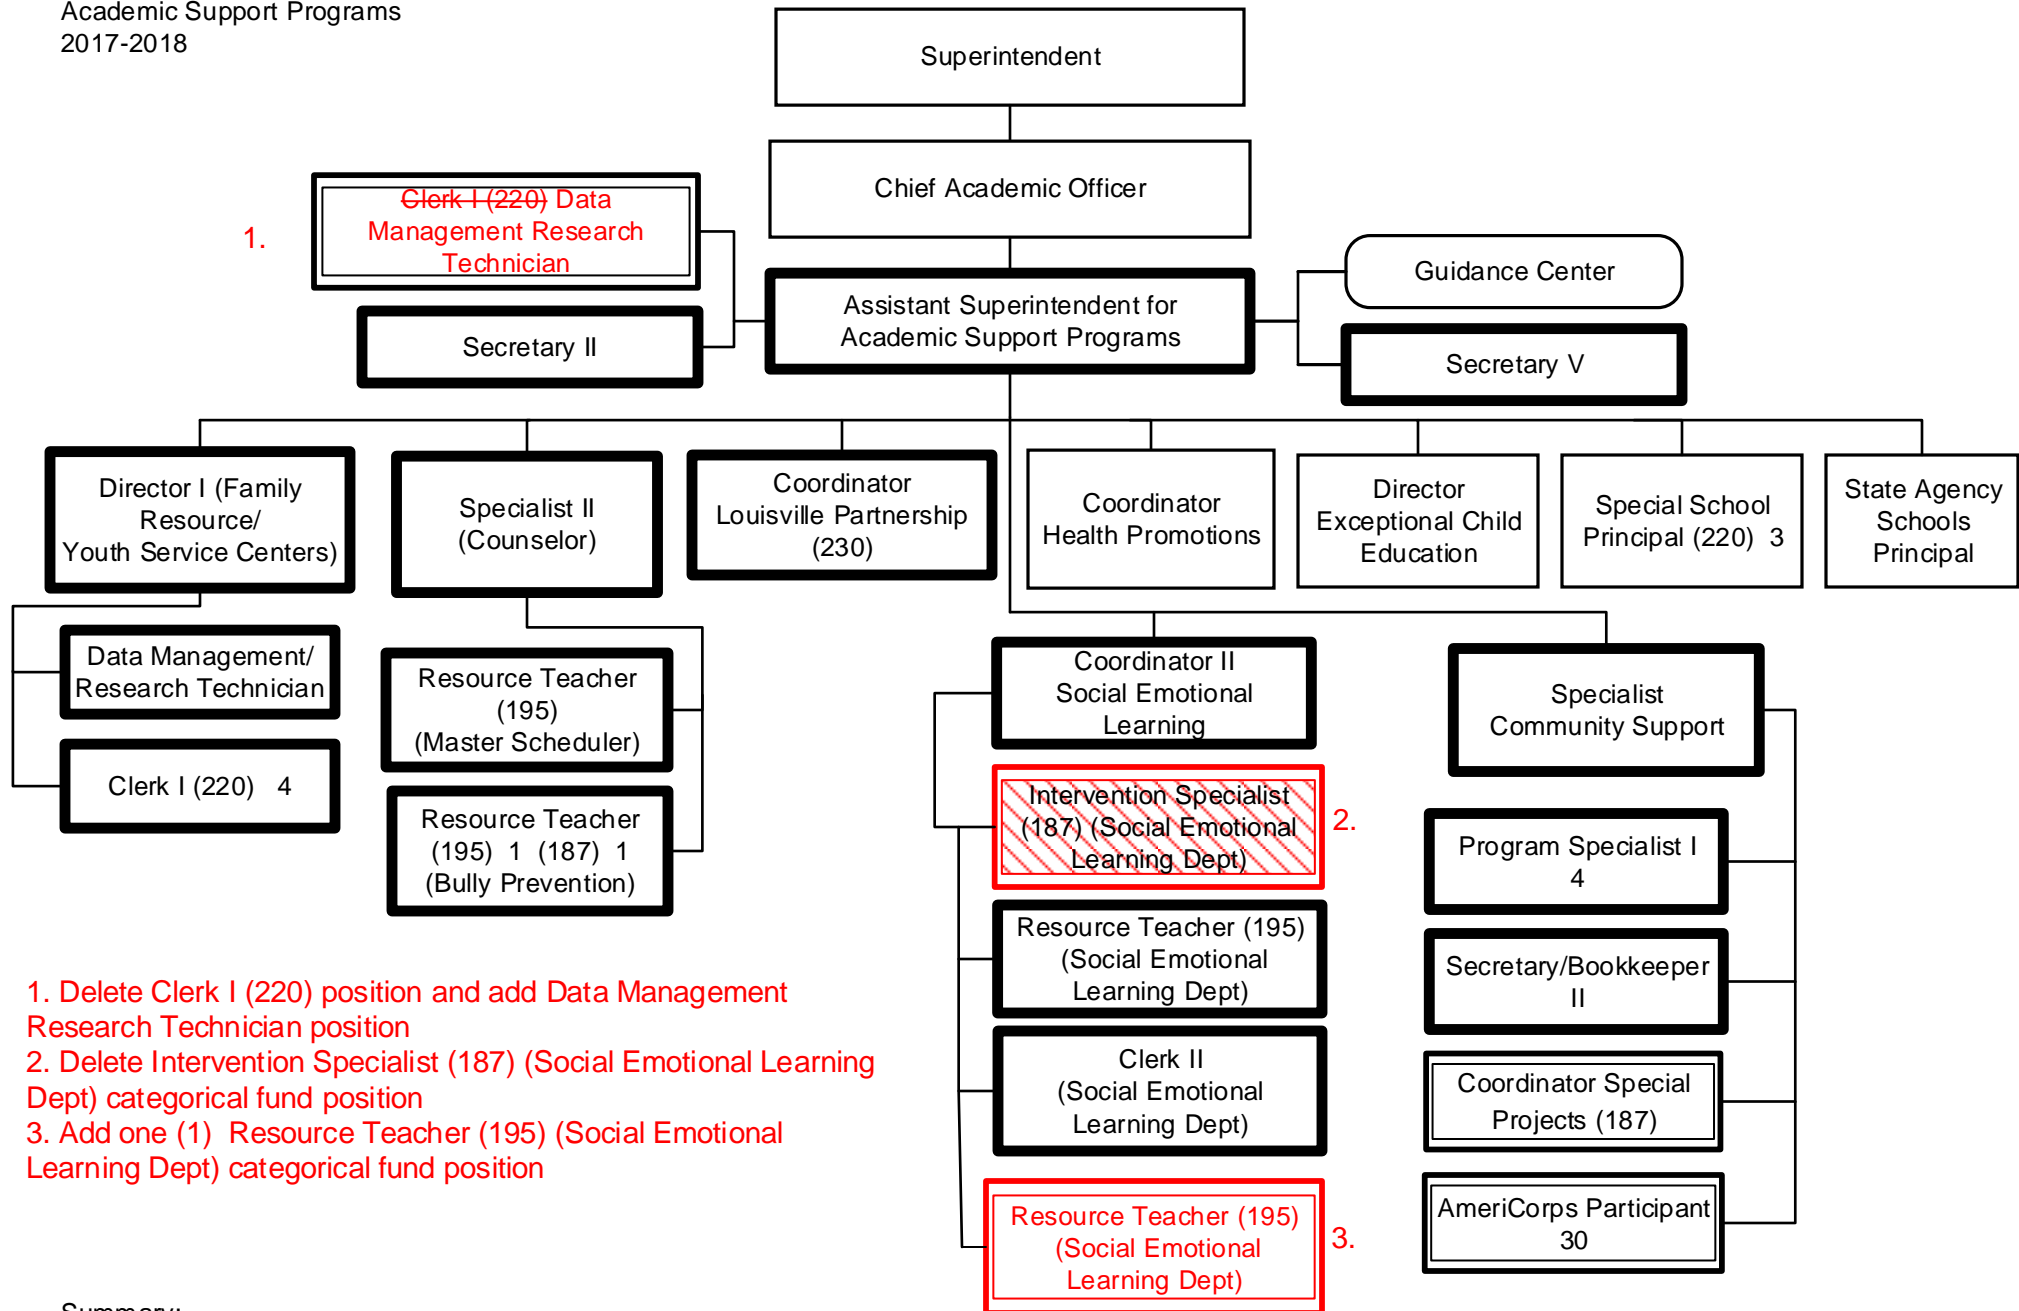 Academic Support Programs
2017-2018
Superintendent
Chief Academic Officer
1.
Clerk I (220) Data
Management Research
Technician
Secretary II
Assistant Superintendent for
Academic Support Programs
Guidance Center
Secretary V
Director I (Family
Resource/
Youth Service Centers)
Specialist II
(Counselor)
Coordinator
Louisville Partnership
(230)
Coordinator
Health Promotions
Director
Exceptional Child
Education
Special School
Principal (220) 3
State Agency
Schools
Principal
Data Management/
Research Technician
Clerk I (220) 4
Resource Teacher
(195)
(Master Scheduler)
Resource Teacher
(195) 1 (187) 1
(Bully Prevention)
Coordinator II
Social Emotional
Learning
Intervention Specialist
(187) (Social Emotional
Learning Dept)
2.
Resource Teacher (195)
(Social Emotional
Learning Dept)
Clerk II
(Social Emotional
Learning Dept)
Resource Teacher (195)
(Social Emotional
Learning Dept)
3.
Specialist
Community Support
Program Specialist I
4
Secretary/Bookkeeper
II
Coordinator Special
Projects (187)
AmeriCorps Participant
30
1. Delete Clerk I (220) position and add Data Management
Research Technician position
2. Delete Intervention Specialist (187) (Social Emotional Learning
Dept) categorical fund position
3. Add one (1) Resource Teacher (195) (Social Emotional
Learning Dept) categorical fund position
Summary: